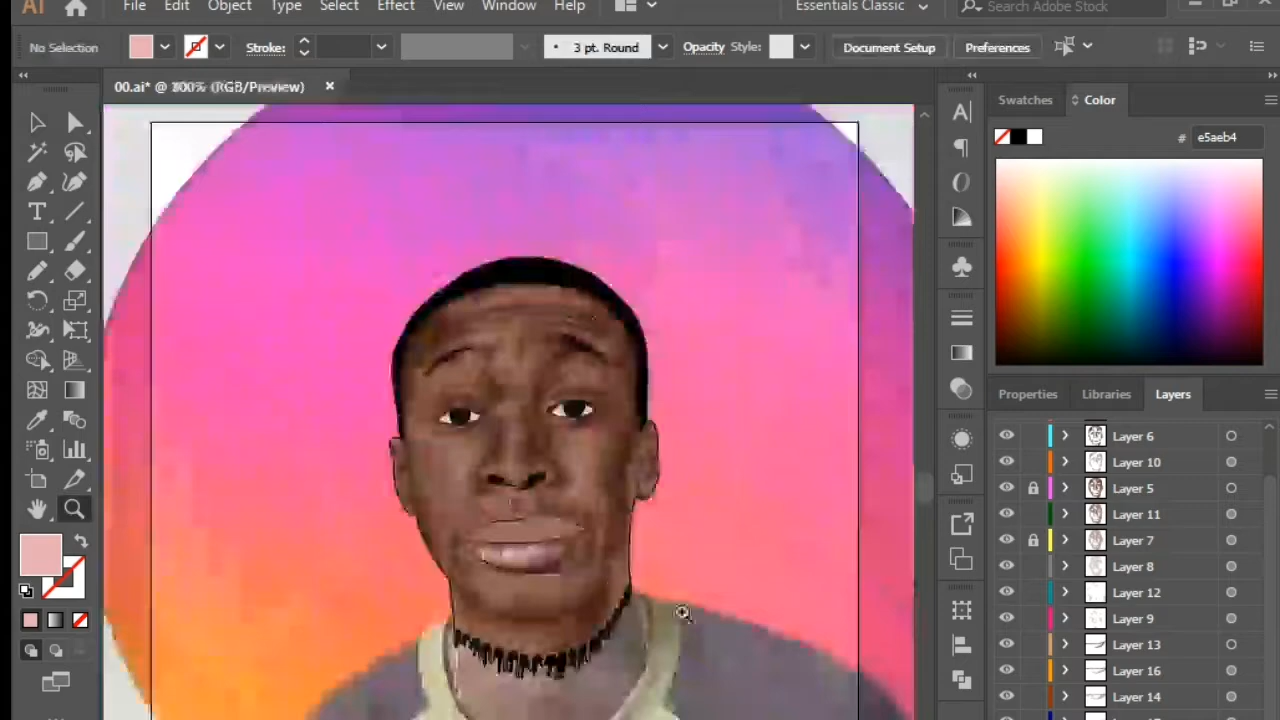 Ai File Edit Object Type Select Effect View Window Help Essentials Classic Search Adobe Stock
No Selection Stroke: 3 pt. Round Opacity Style: Document Setup Preferences
00.ai* @ (RGB/Preview) ×
Swatches Color
# e5aeb4
Properties Libraries Layers
Layer 6
Layer 10
Layer 5
Layer 11
Layer 7
Layer 8
Layer 12
Layer 9
Layer 13
Layer 16
Layer 14